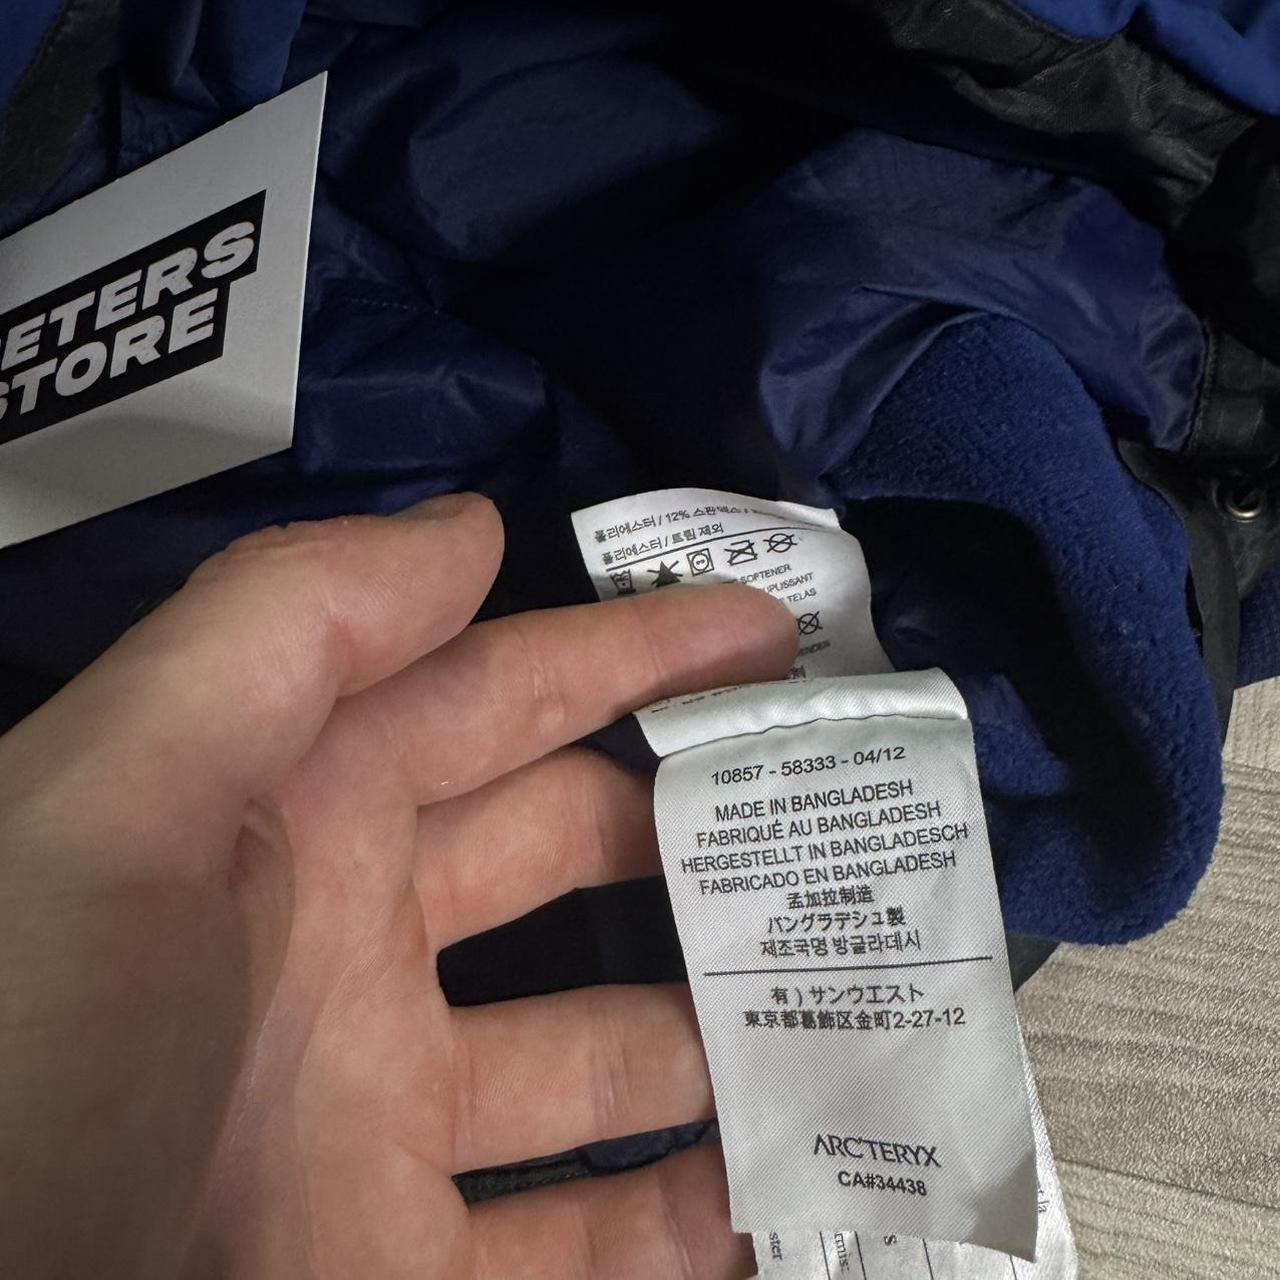 ETERS
STORE
폴리에스터 / 12% 스판덱스 /
폴리에스터 / 트림 제외
SOFTENER
TELAS
10857 - 58333 - 04/12
MADE IN BANGLADESH
FABRIQUÉ AU BANGLADESH
HERGESTELLT IN BANGLADESCH
FABRICADO EN BANGLADESH
孟加拉制造
バングラデシュ製
제조국명 방글라데시
有）サンウエスト
東京都葛飾区金町2-27-12
ARC'TERYX
CA#34438